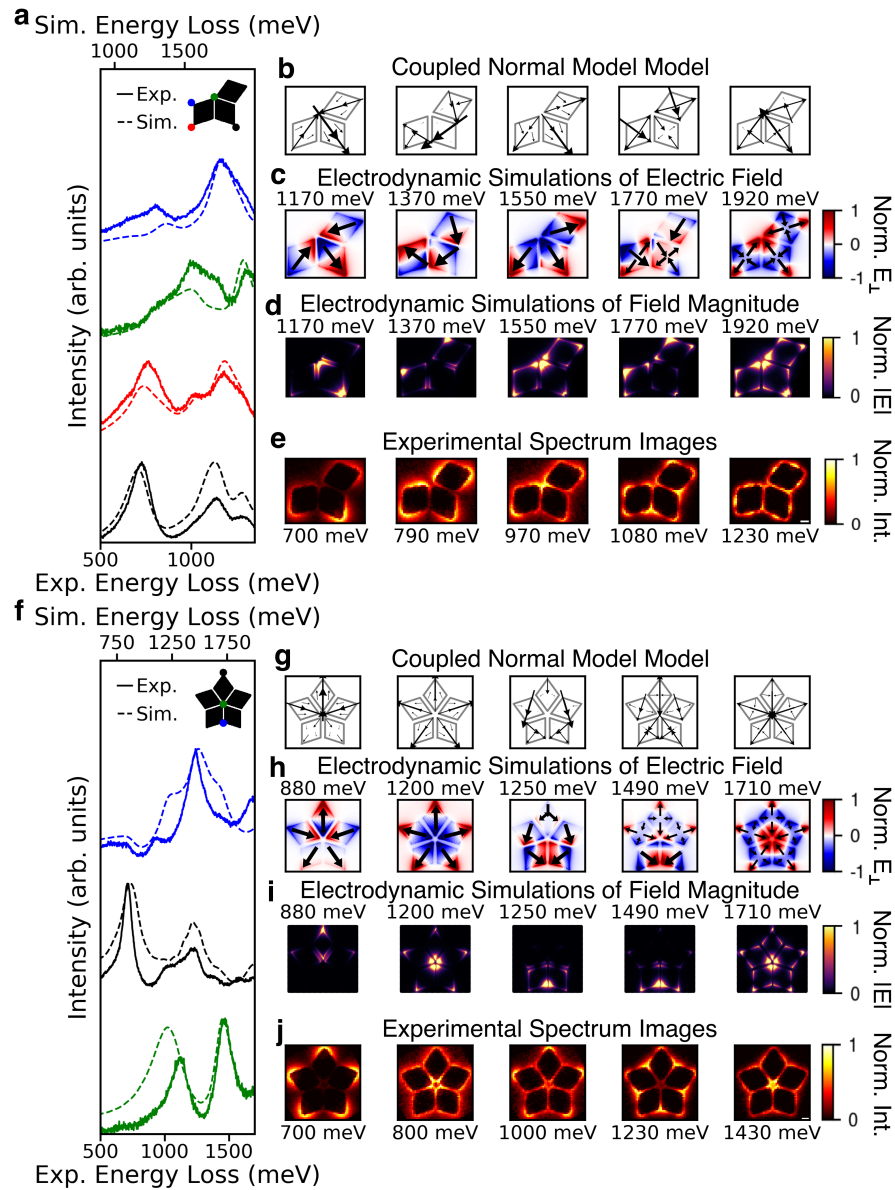 a
Sim. Energy Loss (meV)
1000 1500
Exp.
Sim.
Intensity (arb. units)
500 1000
Exp. Energy Loss (meV)
b
Coupled Normal Model Model
c
Electrodynamic Simulations of Electric Field
1170 meV 1370 meV 1550 meV 1770 meV 1920 meV
1
0
-1
Norm. E⊥
d
Electrodynamic Simulations of Field Magnitude
1170 meV 1370 meV 1550 meV 1770 meV 1920 meV
1
0
Norm. |E|
e
Experimental Spectrum Images
1
0
Norm. Int.
700 meV 790 meV 970 meV 1080 meV 1230 meV
f
Sim. Energy Loss (meV)
750 1250 1750
Exp.
Sim.
Intensity (arb. units)
500 1000 1500
Exp. Energy Loss (meV)
g
Coupled Normal Model Model
h
Electrodynamic Simulations of Electric Field
880 meV 1200 meV 1250 meV 1490 meV 1710 meV
1
0
-1
Norm. E⊥
i
Electrodynamic Simulations of Field Magnitude
880 meV 1200 meV 1250 meV 1490 meV 1710 meV
1
0
Norm. |E|
j
Experimental Spectrum Images
1
0
Norm. Int.
700 meV 800 meV 1000 meV 1230 meV 1430 meV